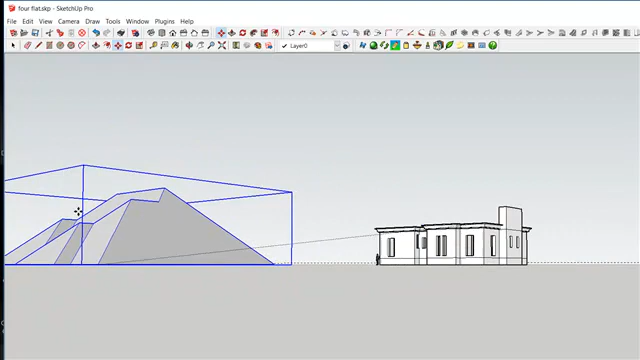 four flat.skp - SketchUp Pro
File Edit View Camera Draw Tools Window Plugins Help
Layer0